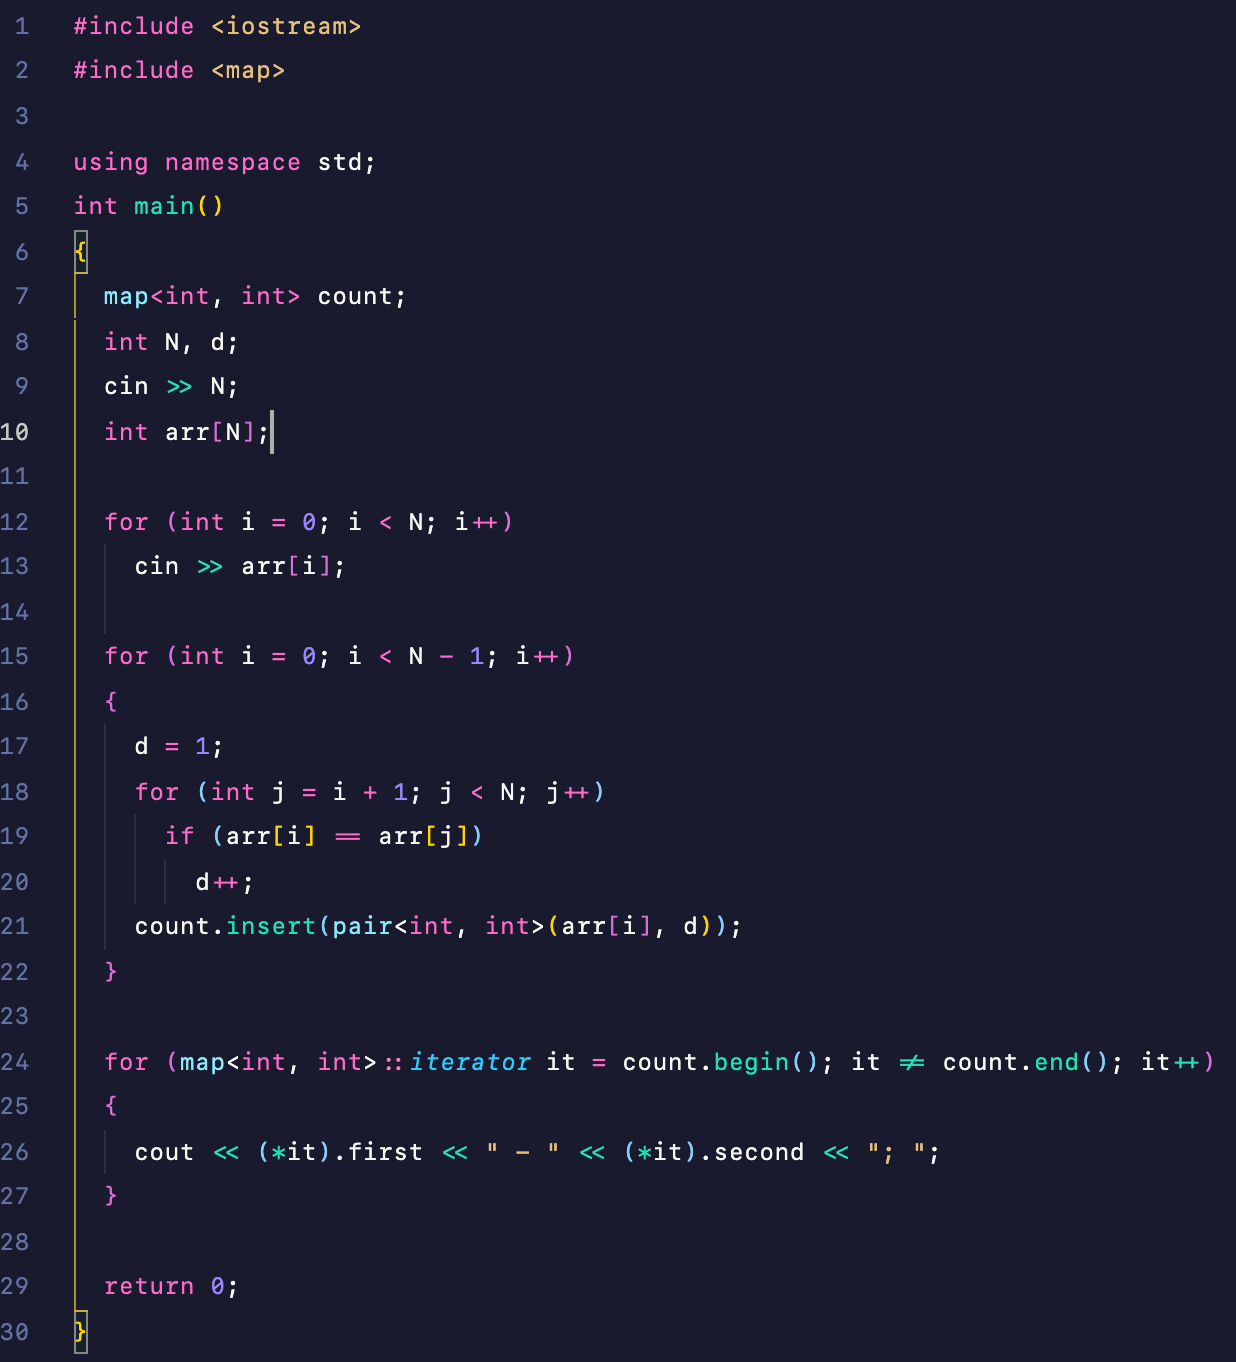 1 #include <iostream>
2 #include <map>
3
4 using namespace std;
5 int main()
6 {
7   map<int, int> count;
8   int N, d;
9   cin >> N;
10   int arr[N];
11
12   for (int i = 0; i < N; i++)
13     cin >> arr[i];
14
15   for (int i = 0; i < N - 1; i++)
16   {
17     d = 1;
18     for (int j = i + 1; j < N; j++)
19       if (arr[i] == arr[j])
20         d++;
21     count.insert(pair<int, int>(arr[i], d));
22   }
23
24   for (map<int, int>::iterator it = count.begin(); it != count.end(); it++)
25   {
26     cout << (*it).first << " - " << (*it).second << "; ";
27   }
28
29   return 0;
30 }